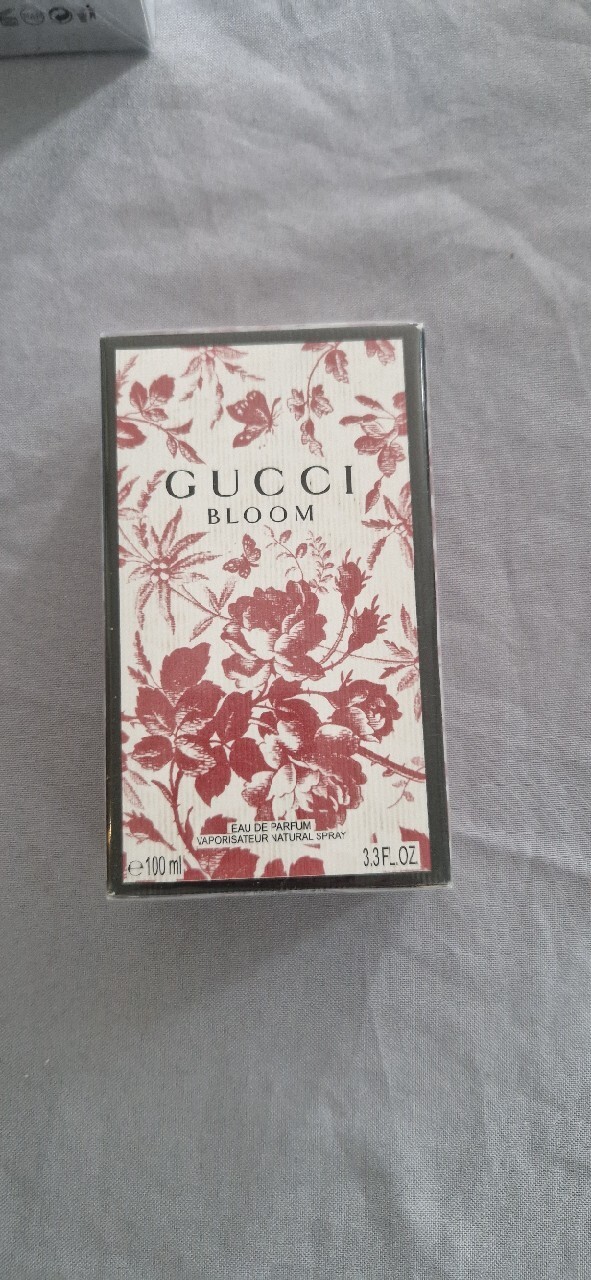 GUCCI
BLOOM
EAU DE PARFUM
VAPORISATEUR NATURAL SPRAY
e 100 ml
3.3 FL.OZ